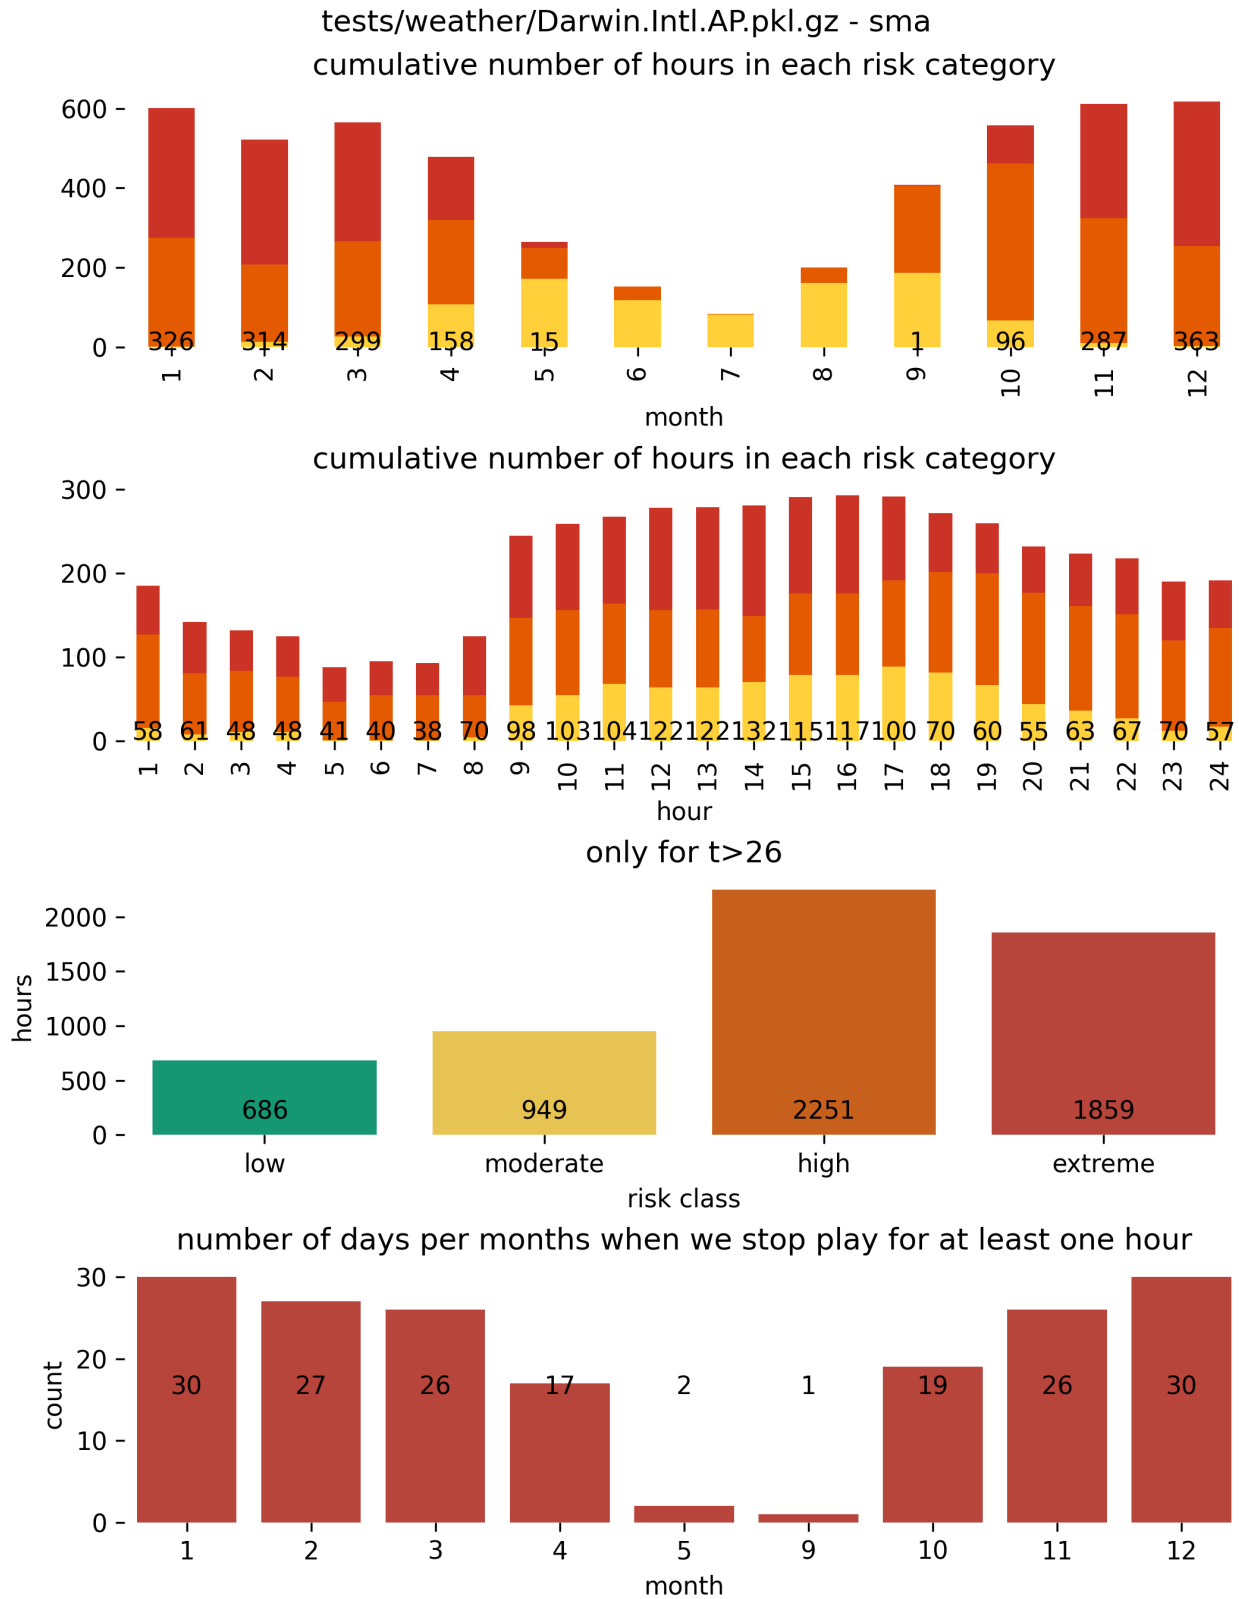 tests/weather/Darwin.Intl.AP.pkl.gz - sma
cumulative number of hours in each risk category
600
400
200
0
326 314 299 158 15 1 96 287 363
1 2 3 4 5 6 7 8 9 10 11 12
month
cumulative number of hours in each risk category
300
200
100
0
58 61 48 48 41 40 38 70 98 103 104 122 122 132 115 117 100 70 60 55 63 67 70 57
1 2 3 4 5 6 7 8 9 10 11 12 13 14 15 16 17 18 19 20 21 22 23 24
hour
only for t>26
hours
2000
1500
1000
500
0
686 949 2251 1859
low moderate high extreme
risk class
number of days per months when we stop play for at least one hour
count
30
20
10
0
30 27 26 17 2 1 19 26 30
1 2 3 4 5 9 10 11 12
month